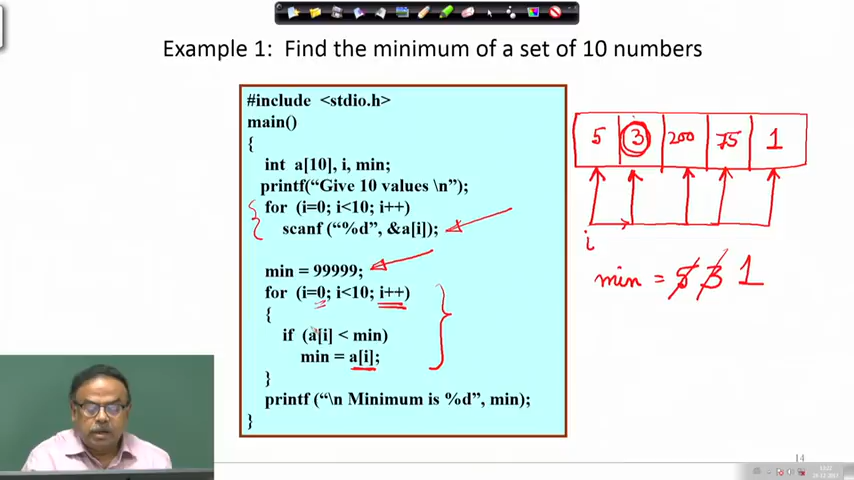 Example 1: Find the minimum of a set of 10 numbers
#include <stdio.h>
main()
{
int a[10], i, min;
printf(“Give 10 values \n”);
for (i=0; i<10; i++)
scanf (“%d”, &a[i]);
min = 99999;
for (i=0; i<10; i++)
{
if (a[i] < min)
min = a[i];
}
printf (“\n Minimum is %d”, min);
}
5 3 200 75 1
i
min = 5 3 1
14